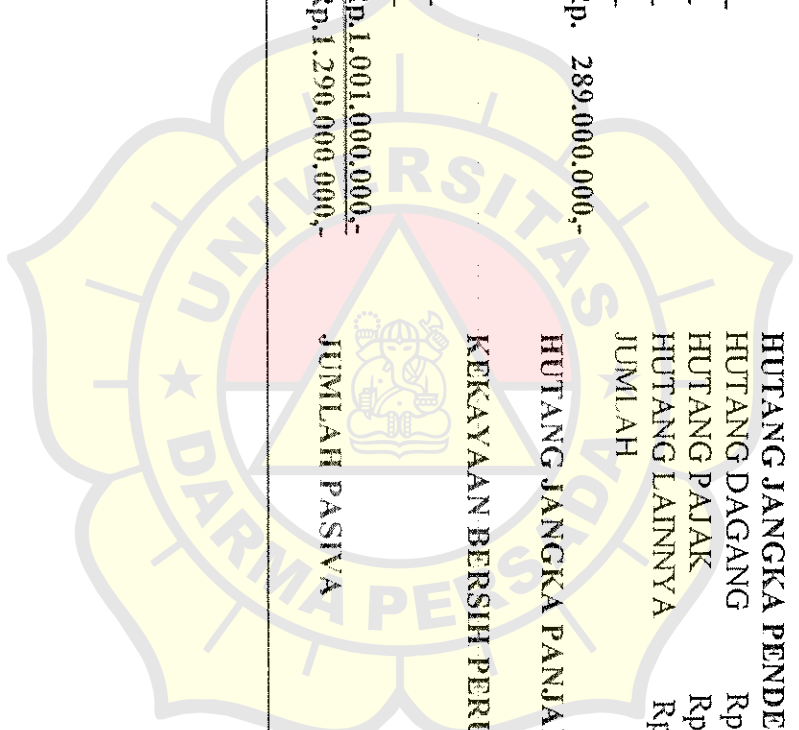 HUTANG JANGKA PENDE
HUTANG DAGANG Rp
HUTANG PAJAK Rp
HUTANG LAINNYA Rp
JUMLAH
p. 289.000.000,-
HUTANG JANGKA PANJA
KEKAYAAN BERSIH PER
p.1.001.000.000,-
Rp.1.290.000.000,- JUMLAH PASIVA
UNIVERSITAS
DARMA PERSADA